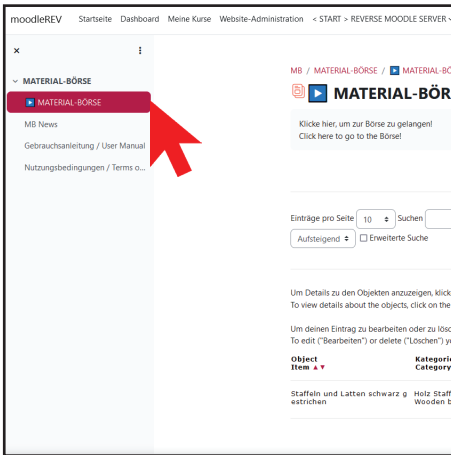 moodleREV Startseite Dashboard Meine Kurse Website-Administration < START > REVERSE MOODLE SERVER
MATERIAL-BÖRSE
MATERIAL-BÖRSE
MB News
Gebrauchsanleitung / User Manual
Nutzungsbedingungen / Terms o...
MB / MATERIAL-BÖRSE / MATERIAL-BÖ
MATERIAL-BÖR
Klicke hier, um zur Börse zu gelangen!
Click here to go to the Börse!
Einträge pro Seite 10 Suchen
Aufsteigend Erweiterte Suche
Um Details zu den Objekten anzuzeigen, klick
To view details about the objects, click on the
Um deinen Eintrag zu bearbeiten oder zu lösc
To edit ("Bearbeiten") or delete ("Löschen") y
Object Kategorie
Item ▲▼ Category
Staffeln und Latten schwarz g Holz Staff
estrichen Wooden b